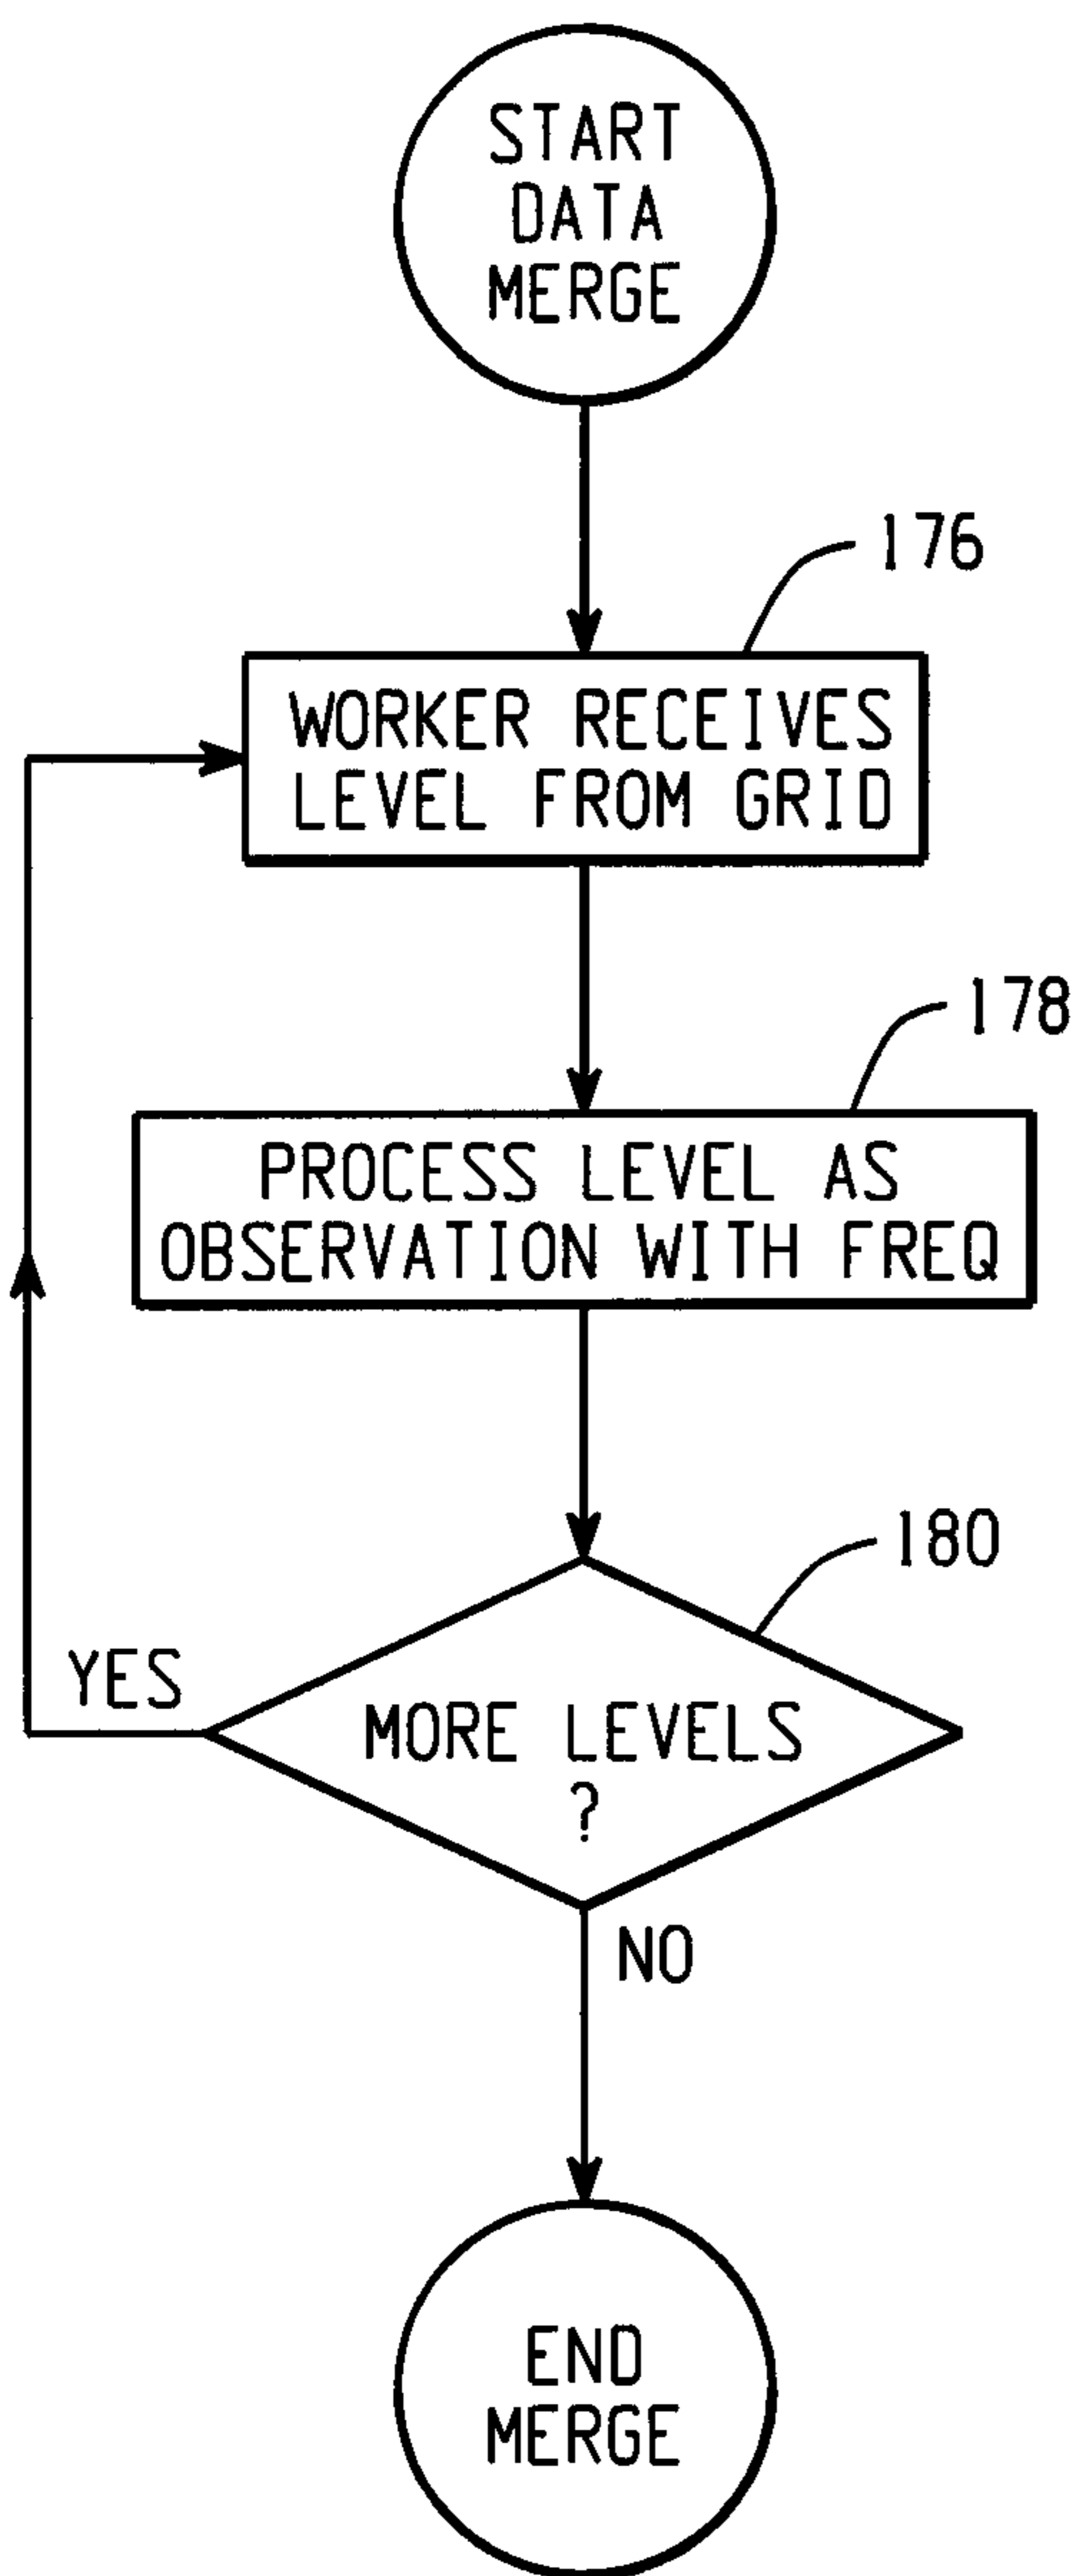 START
DATA
MERGE
176
WORKER RECEIVES
LEVEL FROM GRID
178
PROCESS LEVEL AS
OBSERVATION WITH FREQ
180
YES
MORE LEVELS
?
NO
END
MERGE